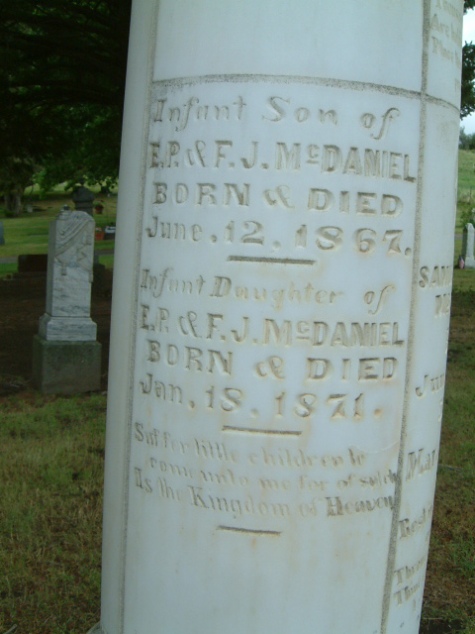 Infant Son of
E.P. & F.J. McDANIEL
BORN & DIED
June. 12. 1867.
Infant Daughter of
E.P. & F.J. McDANIEL
BORN & DIED
Jan. 18. 1871.
Suffer little children to
come unto me for of such
Is the Kingdom of Heaven